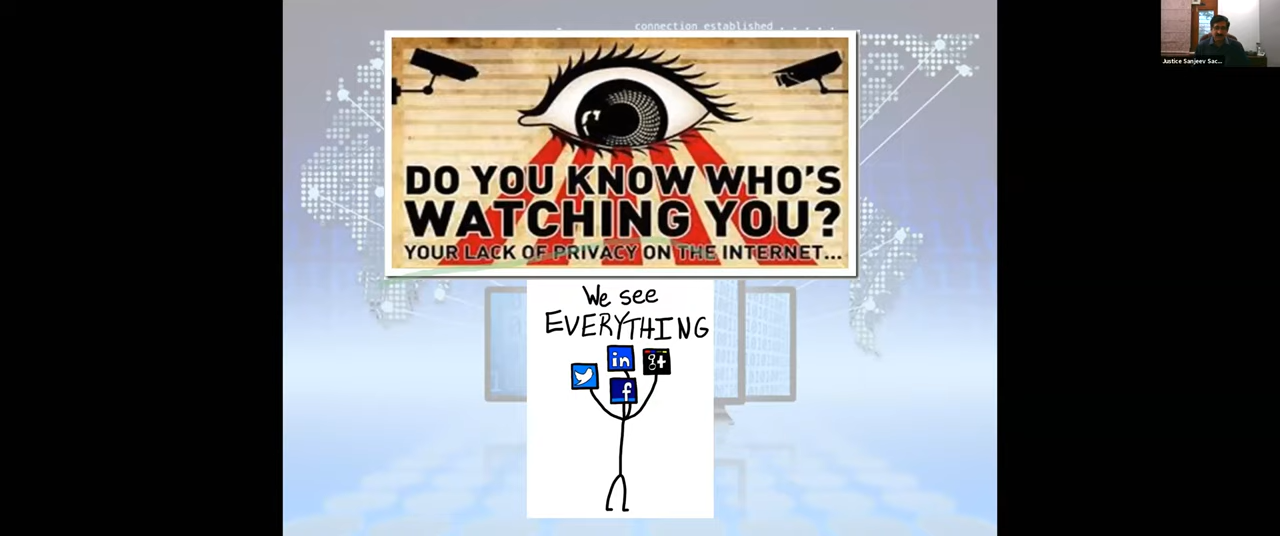 connection established . . . . .
DO YOU KNOW WHO'S
WATCHING YOU?
YOUR LACK OF PRIVACY ON THE INTERNET...
We see
EVERYTHING
in
g+
f
Justice Sanjeev Sac...